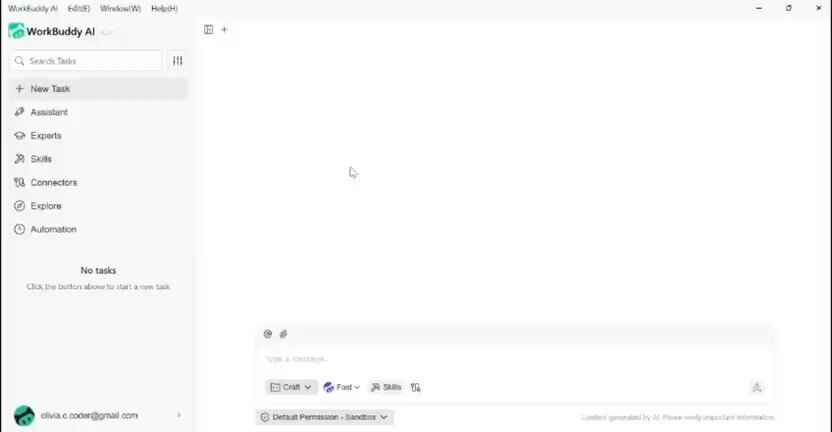 WorkBuddy AI Edit(E) Window(W) Help(H)
WorkBuddy AI
Search Tasks
New Task
Assistant
Experts
Skills
Connectors
Explore
Automation
No tasks
Click the button above to start a new task
Type a message...
Craft Fast Skills
Default Permission - Sandbox
Content generated by AI. Please verify important information
olivia.c.coder@gmail.com